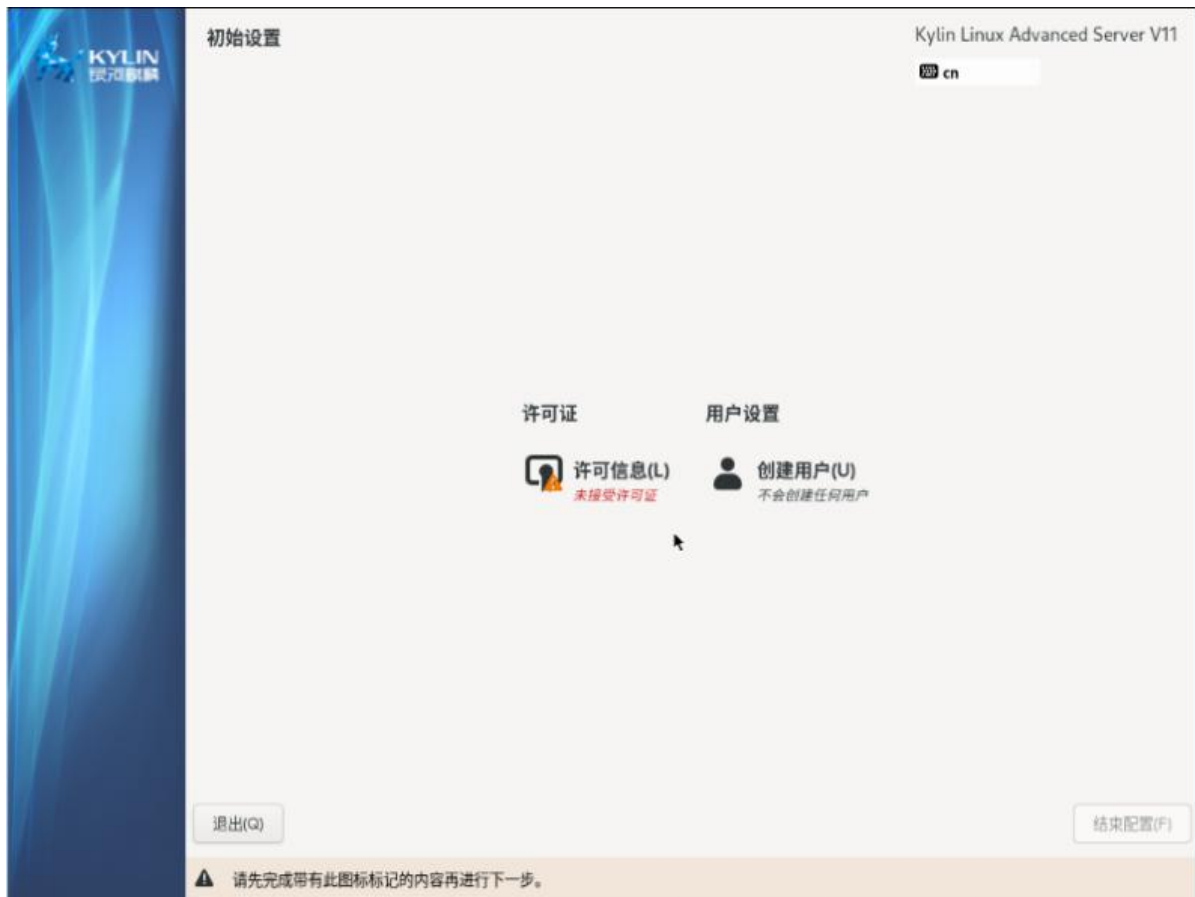 KYLIN
银河麒麟
初始设置
Kylin Linux Advanced Server V11
cn
许可证
用户设置
许可信息(L)
未接受许可证
创建用户(U)
不会创建任何用户
退出(Q)
结束配置(F)
请先完成带有此图标标记的内容再进行下一步。